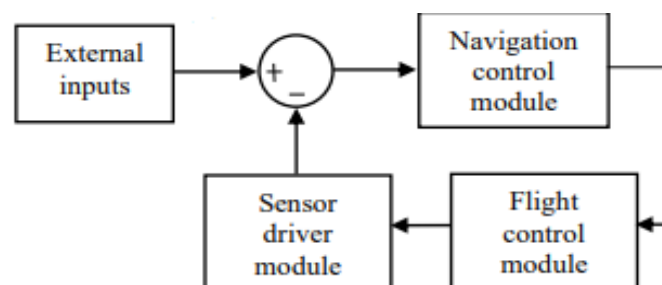 External
inputs
+
−
Navigation
control
module
Sensor
driver
module
Flight
control
module